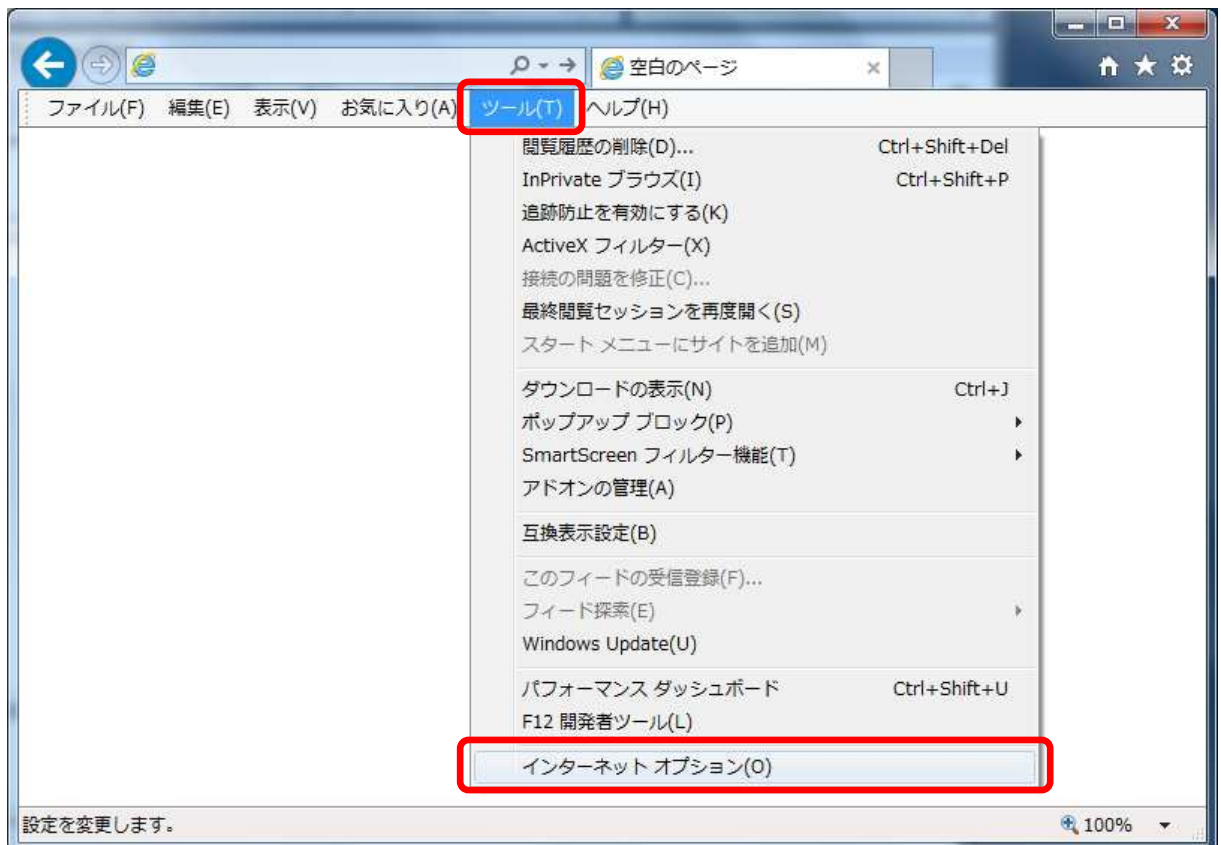 空白のページ
ファイル(F) 編集(E) 表示(V) お気に入り(A) ツール(T) ヘルプ(H)
閲覧履歴の削除(D)... Ctrl+Shift+Del
InPrivate ブラウズ(I) Ctrl+Shift+P
追跡防止を有効にする(K)
ActiveX フィルター(X)
接続の問題を修正(C)...
最終閲覧セッションを再度開く(S)
スタート メニューにサイトを追加(M)
ダウンロードの表示(N) Ctrl+J
ポップアップ ブロック(P)
SmartScreen フィルター機能(T)
アドオンの管理(A)
互換表示設定(B)
このフィードの受信登録(F)...
フィード探索(E)
Windows Update(U)
パフォーマンス ダッシュボード Ctrl+Shift+U
F12 開発者ツール(L)
インターネット オプション(O)
設定を変更します。 100%